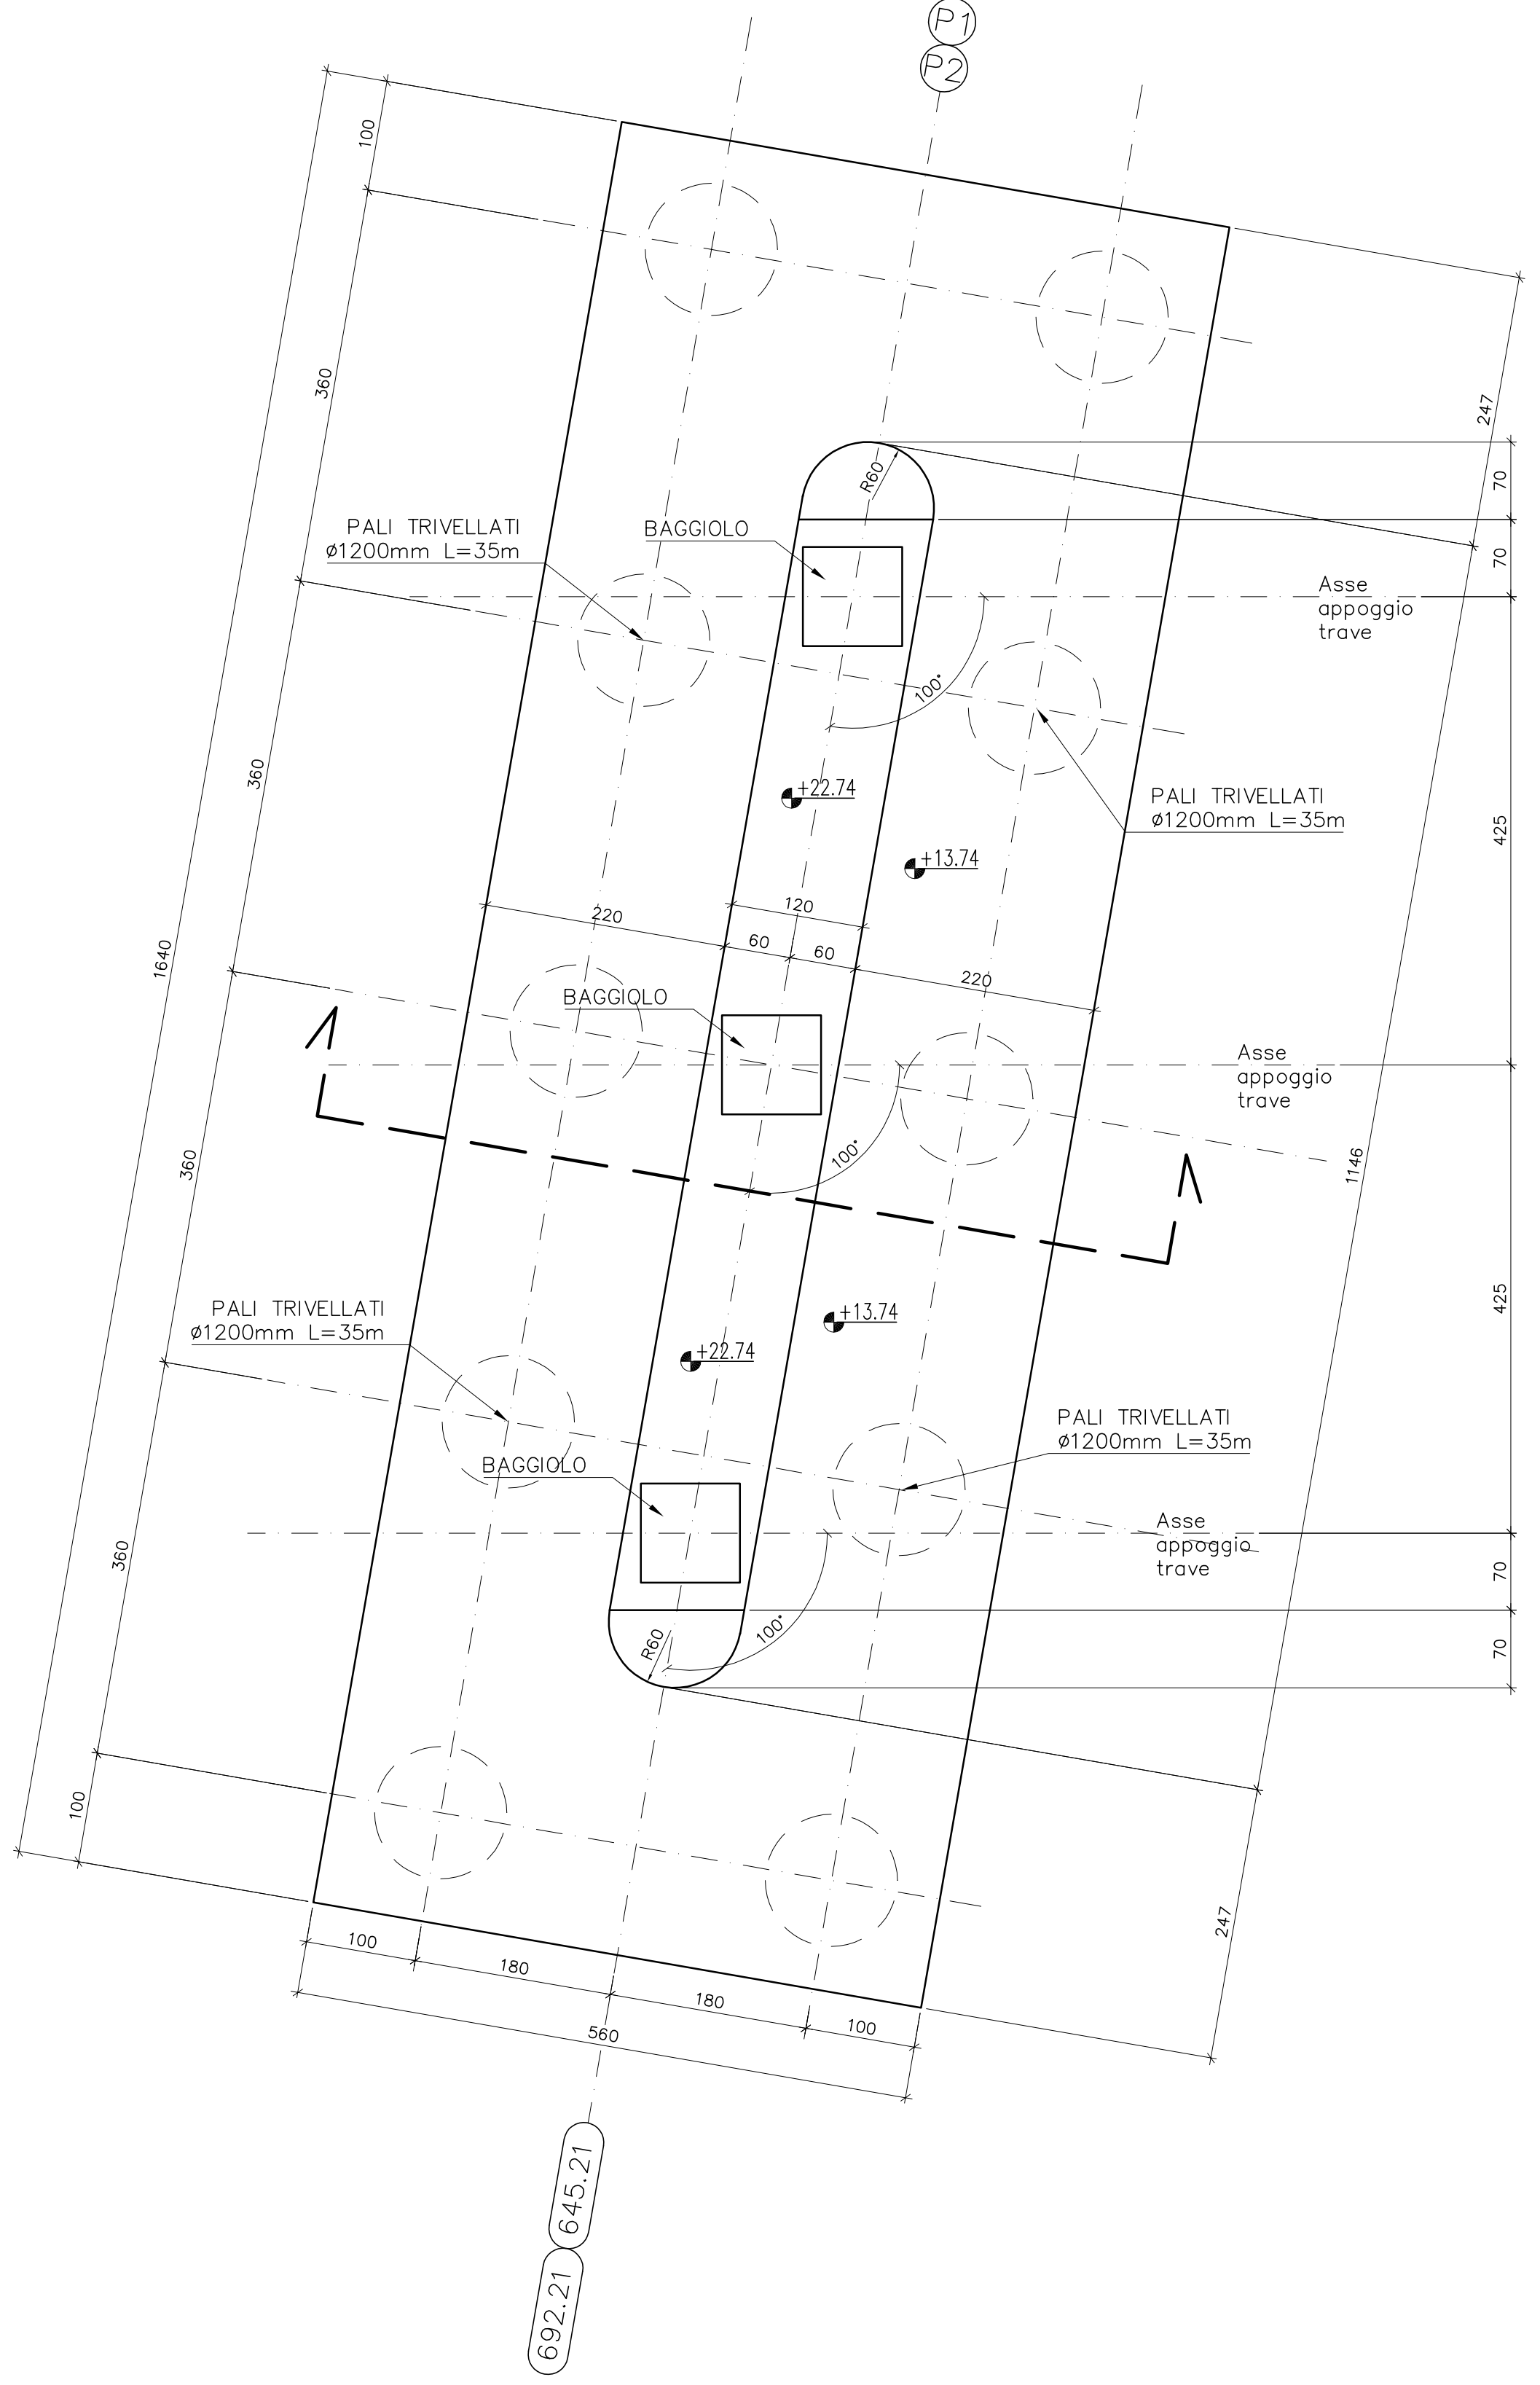 P1
P2
100
360
247
R60
70
PALI TRIVELLATI
ø1200mm L=35m
BAGGIOLO
70
Asse
appoggio
trave
100°
360
+22.74
PALI TRIVELLATI
ø1200mm L=35m
425
+13.74
1640
220
120
60
60
220
BAGGIOLO
Asse
appoggio
trave
100°
1146
360
PALI TRIVELLATI
ø1200mm L=35m
+13.74
425
+22.74
PALI TRIVELLATI
ø1200mm L=35m
BAGGIOLO
Asse
appoggio
trave
360
70
100°
R60
70
100
247
100
180
180
100
560
645.21
692.21